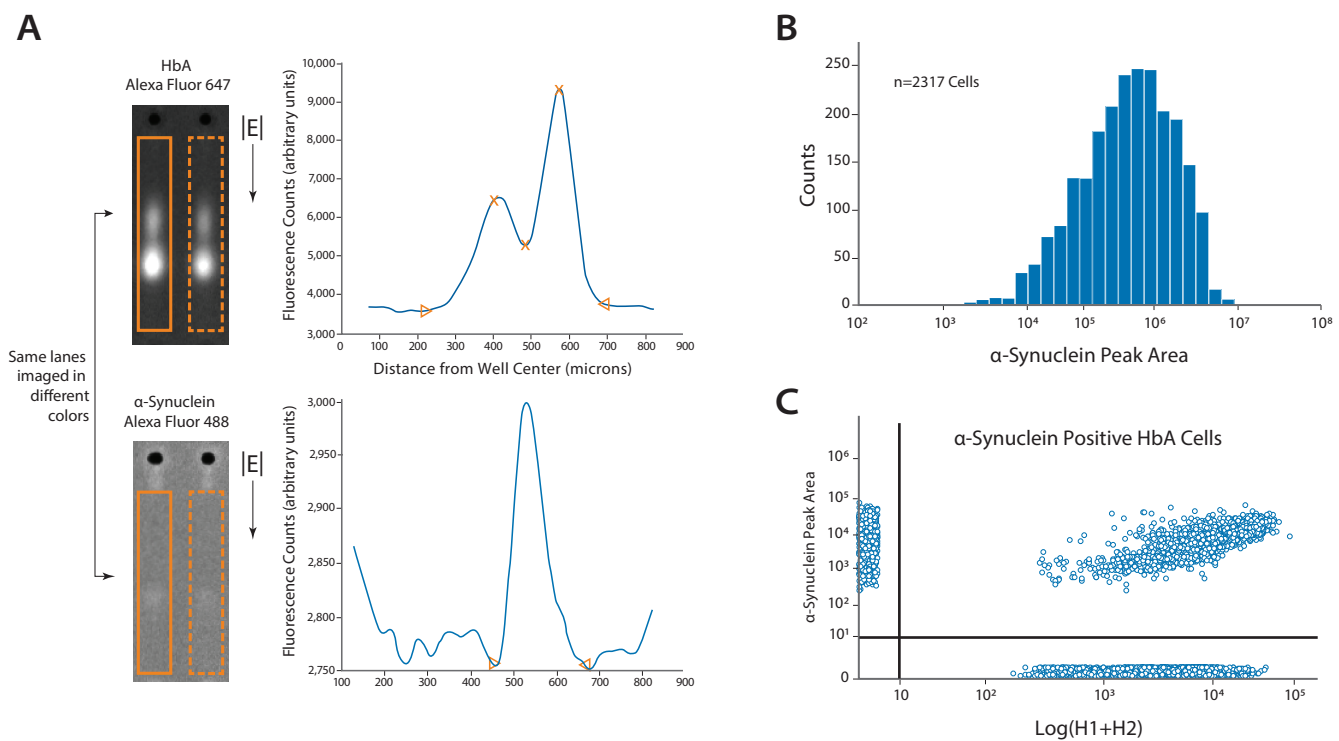 A
HbA
Alexa Fluor 647
|E|
Same lanes
imaged in
different
colors
α-Synuclein
Alexa Fluor 488
|E|
Fluorescence Counts (arbitrary units)
10,000
9,000
8,000
7,000
6,000
5,000
4,000
3,000
0 100 200 300 400 500 600 700 800 900
Distance from Well Center (microns)
Fluorescence Counts (arbitrary units)
3,000
2,950
2,900
2,850
2,800
2,750
100 200 300 400 500 600 700 800 900
B
n=2317 Cells
Counts
250
200
150
100
50
0
10² 10³ 10⁴ 10⁵ 10⁶ 10⁷ 10⁸
α-Synuclein Peak Area
C
α-Synuclein Positive HbA Cells
α-Synuclein Peak Area
10⁶
10⁵
10⁴
10³
10²
10¹
0
10 10² 10³ 10⁴ 10⁵
Log(H1+H2)